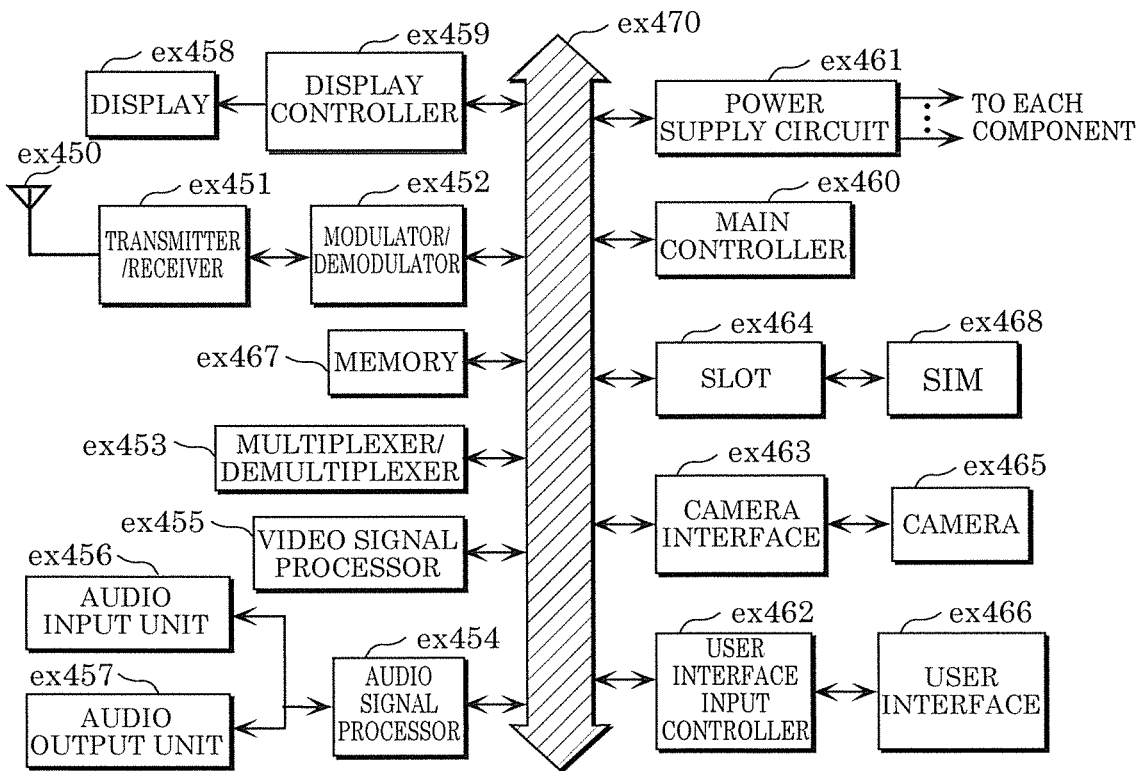 ex458
DISPLAY
ex459
DISPLAY
CONTROLLER
ex470
ex461
POWER
SUPPLY CIRCUIT
TO EACH
COMPONENT
ex450
ex451
TRANSMITTER
/RECEIVER
ex452
MODULATOR/
DEMODULATOR
ex460
MAIN
CONTROLLER
ex467
MEMORY
ex464
SLOT
ex468
SIM
ex453
MULTIPLEXER/
DEMULTIPLEXER
ex463
CAMERA
INTERFACE
ex465
CAMERA
ex455
VIDEO SIGNAL
PROCESSOR
ex456
AUDIO
INPUT UNIT
ex457
AUDIO
OUTPUT UNIT
ex454
AUDIO
SIGNAL
PROCESSOR
ex462
USER
INTERFACE
INPUT
CONTROLLER
ex466
USER
INTERFACE